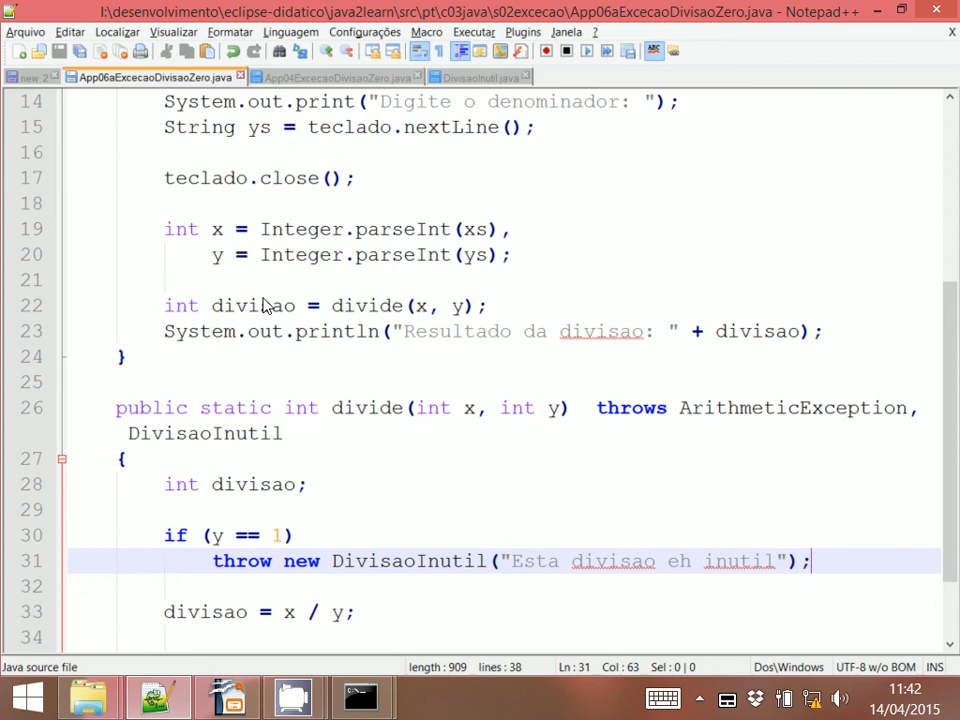 I:\desenvolvimento\eclipse-didatico\java2learn\src\pt\c03java\s02excecao\App06aExcecaoDivisaoZero.java - Notepad++
Arquivo Editar Localizar Visualizar Formatar Linguagem Configurações Macro Executar Plugins Janela ? X
new 2 App06aExcecaoDivisaoZero.java App04ExcecaoDivisaoZero.java DivisaoInutil.java
14 System.out.print("Digite o denominador: ");
15 String ys = teclado.nextLine();
16
17 teclado.close();
18
19 int x = Integer.parseInt(xs),
20 y = Integer.parseInt(ys);
21
22 int divisao = divide(x, y);
23 System.out.println("Resultado da divisao: " + divisao);
24 }
25
26 public static int divide(int x, int y)  throws ArithmeticException,
DivisaoInutil
27 {
28 int divisao;
29
30 if (y == 1)
31 throw new DivisaoInutil("Esta divisao eh inutil");
32
33 divisao = x / y;
34
Java source file length : 909 lines : 38 Ln : 31 Col : 63 Sel : 0 | 0 Dos\Windows UTF-8 w/o BOM INS
11:42
14/04/2015